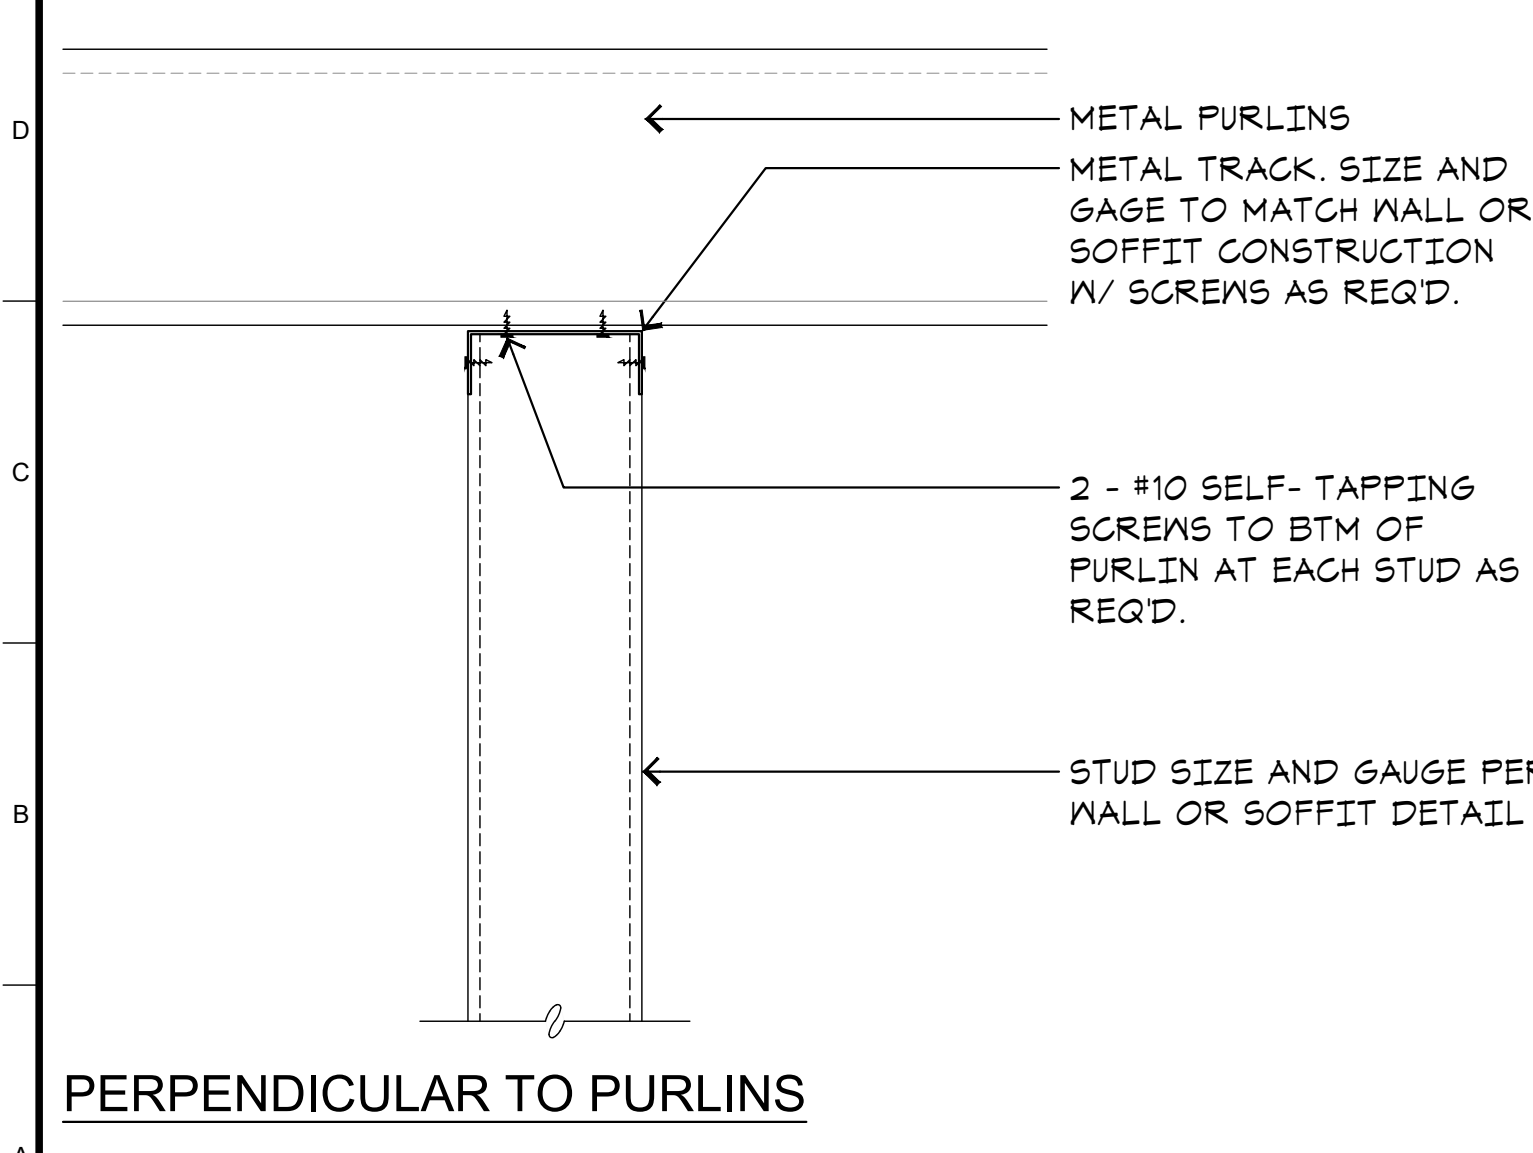 D
METAL PURLINS
METAL TRACK. SIZE AND
GAGE TO MATCH WALL OR
SOFFIT CONSTRUCTION
W/ SCREWS AS REQ'D.
C
2 - #10 SELF- TAPPING
SCREWS TO BTM OF
PURLIN AT EACH STUD AS
REQ'D.
B
STUD SIZE AND GAUGE PER
WALL OR SOFFIT DETAIL
PERPENDICULAR TO PURLINS
A